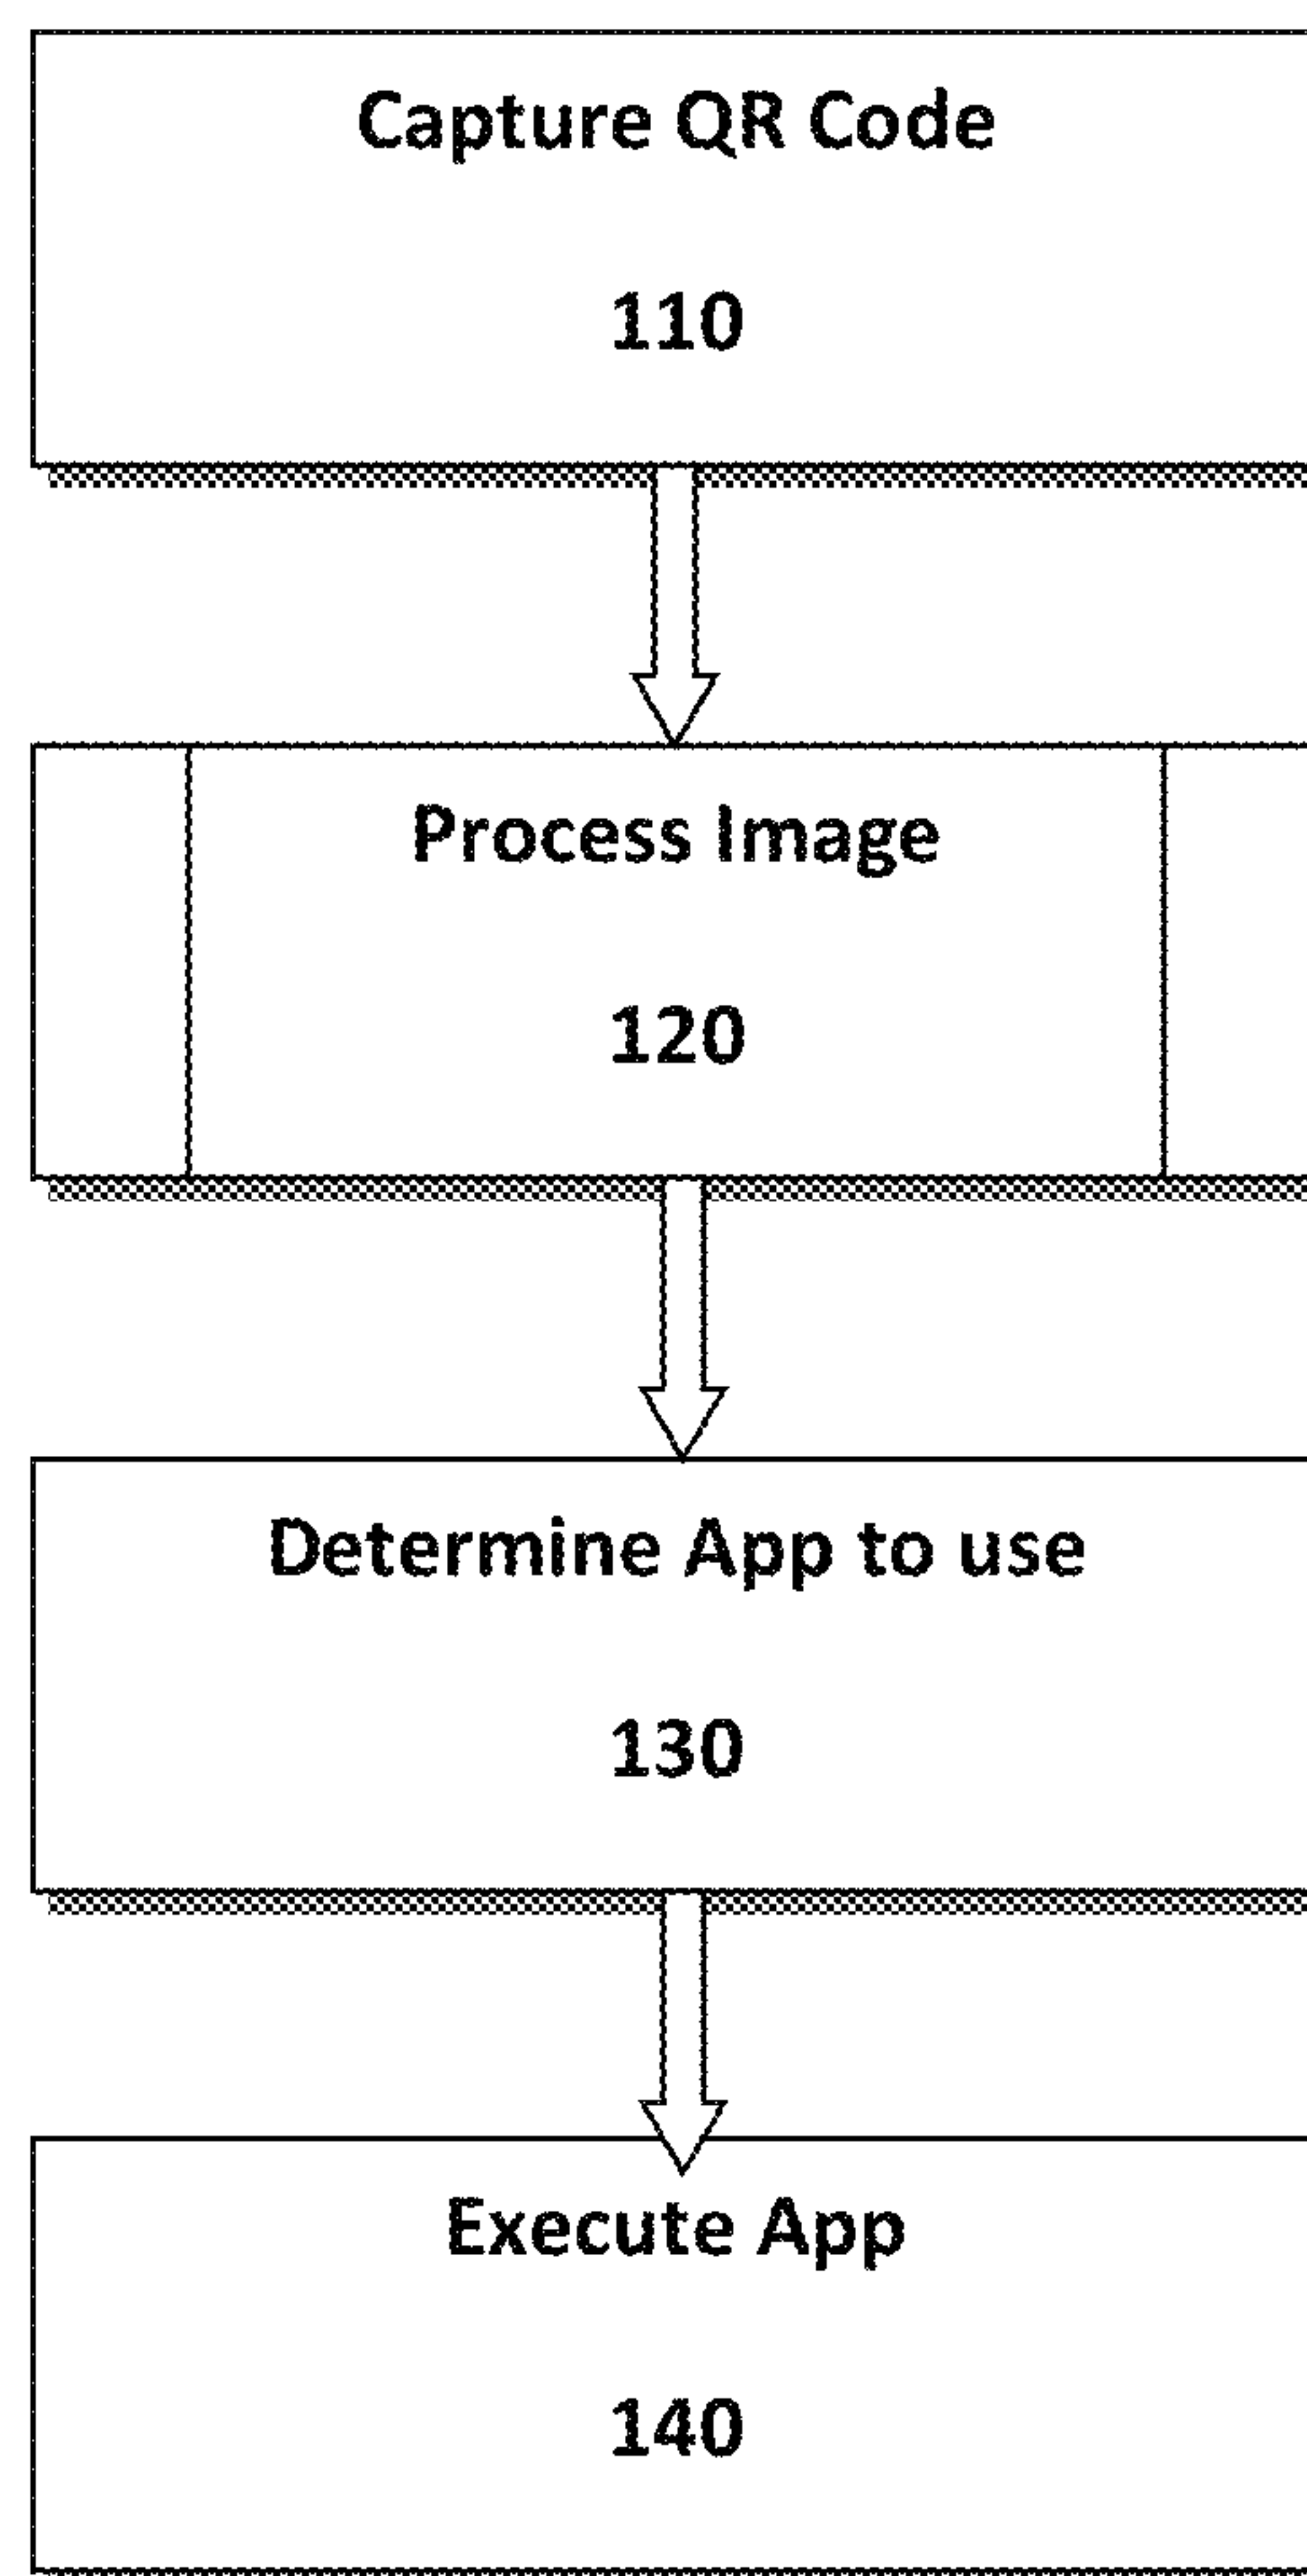 Capture QR Code
110
Process Image
120
Determine App to use
130
Execute App
140